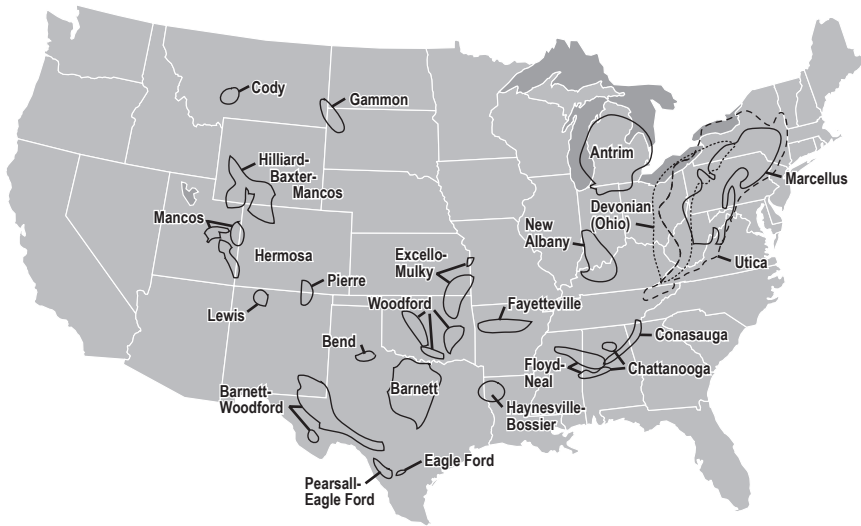 Cody
Gammon
Hilliard-
Baxter-
Mancos
Antrim
Marcellus
Devonian
(Ohio)
New
Albany
Mancos
Hermosa
Excello-
Mulky
Utica
Pierre
Lewis
Woodford
Fayetteville
Bend
Conasauga
Floyd-
Neal
Chattanooga
Barnett
Barnett-
Woodford
Haynesville-
Bossier
Eagle Ford
Pearsall-
Eagle Ford